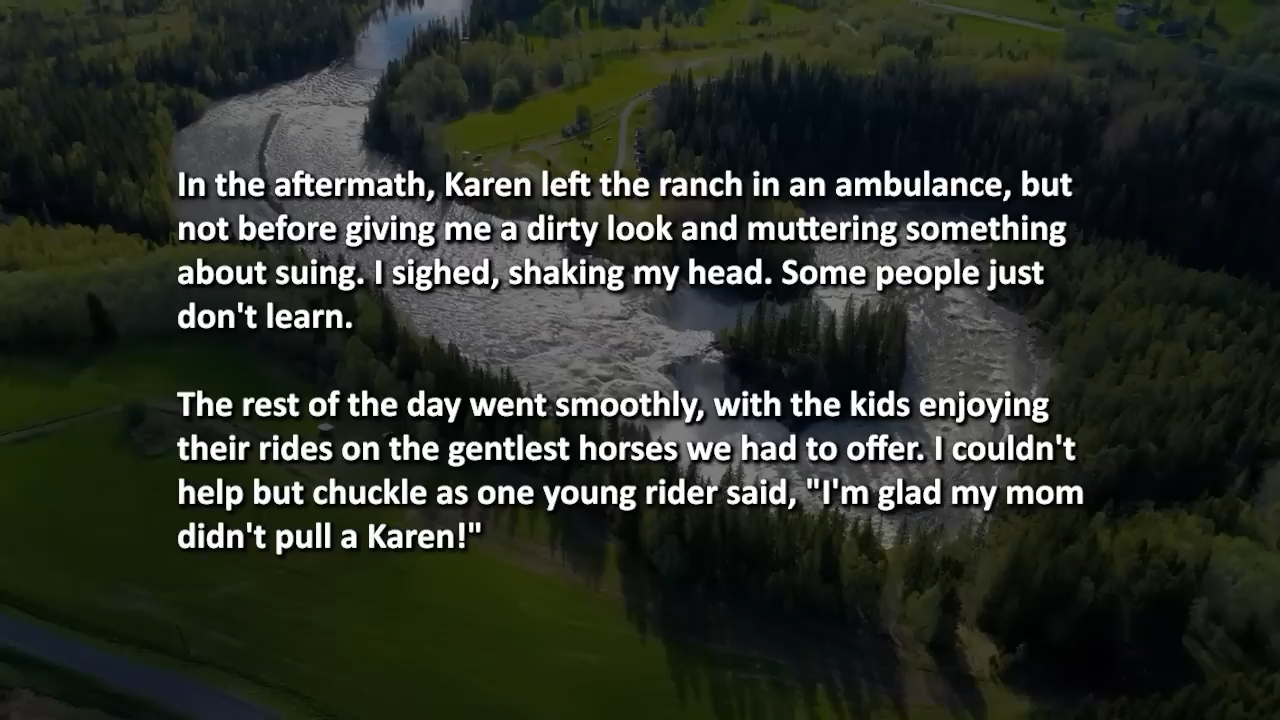 In the aftermath, Karen left the ranch in an ambulance, but
not before giving me a dirty look and muttering something
about suing. I sighed, shaking my head. Some people just
don't learn.
The rest of the day went smoothly, with the kids enjoying
their rides on the gentlest horses we had to offer. I couldn't
help but chuckle as one young rider said, "I'm glad my mom
didn't pull a Karen!"